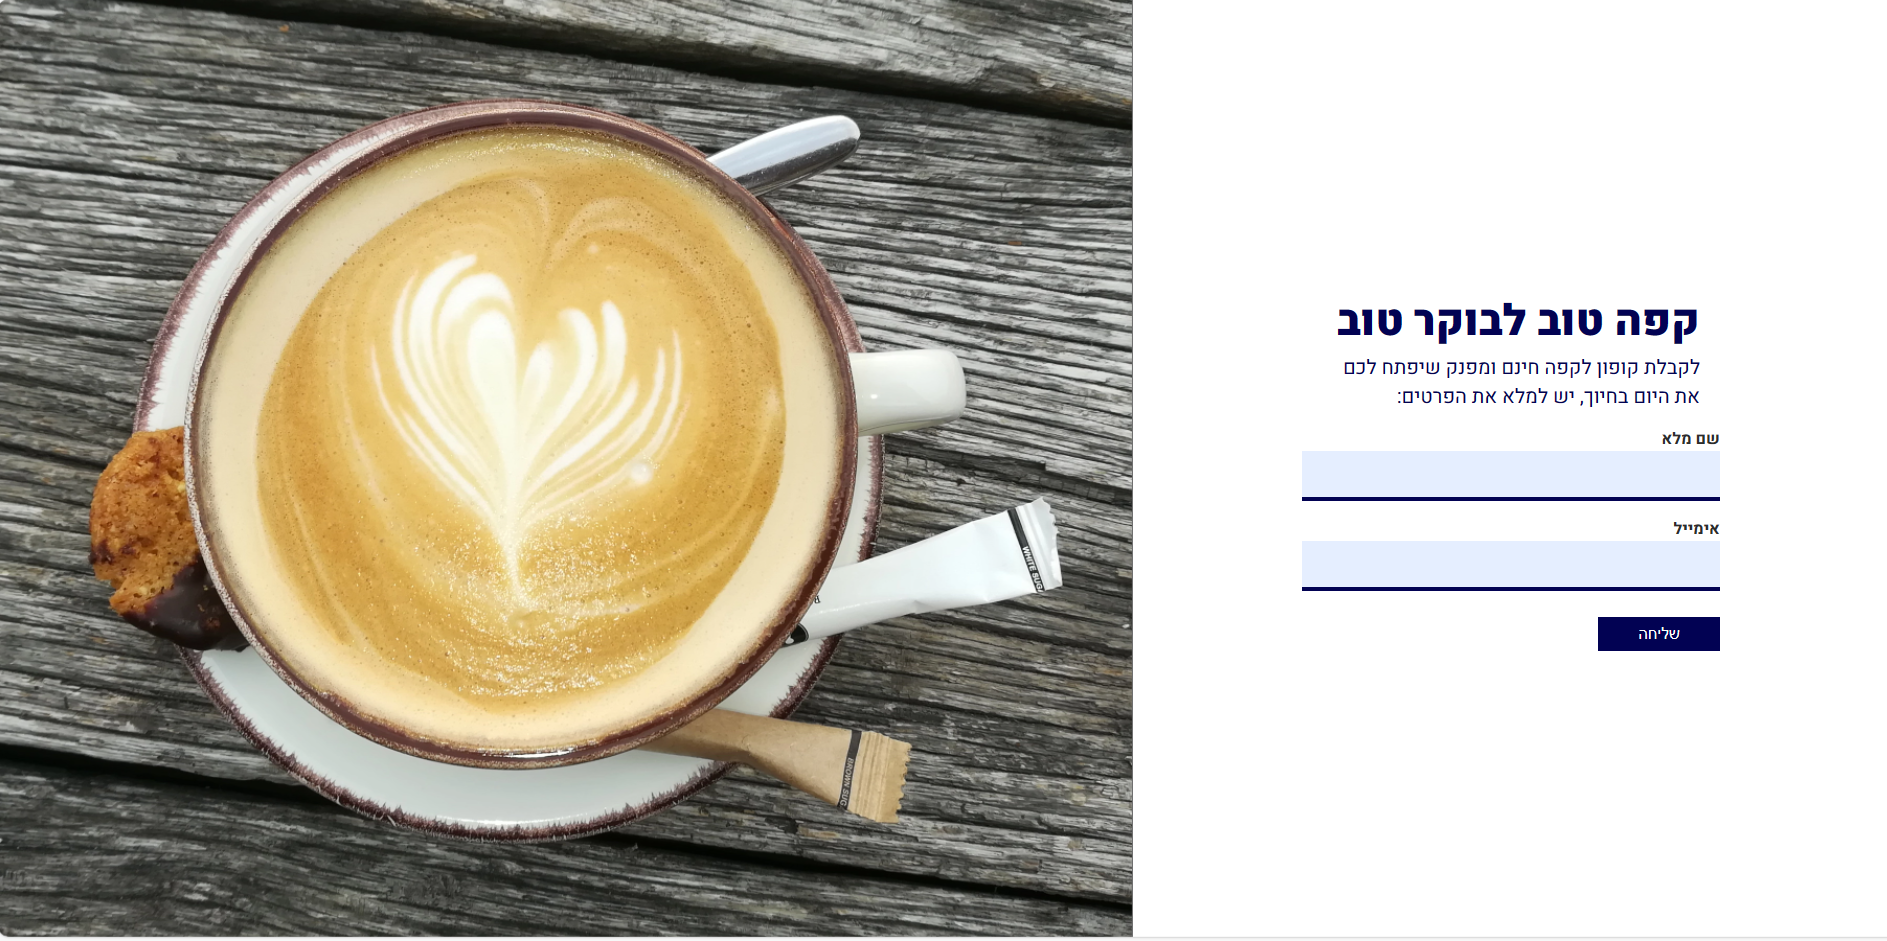 קפה טוב לבוקר טוב
לקבלת קופון לקפה חינם ומפנק שיפתח לכם
את היום בחיוך, יש למלא את הפרטים:
שם מלא
אימייל
שליחה
WHITE SUG
BROWN SUG